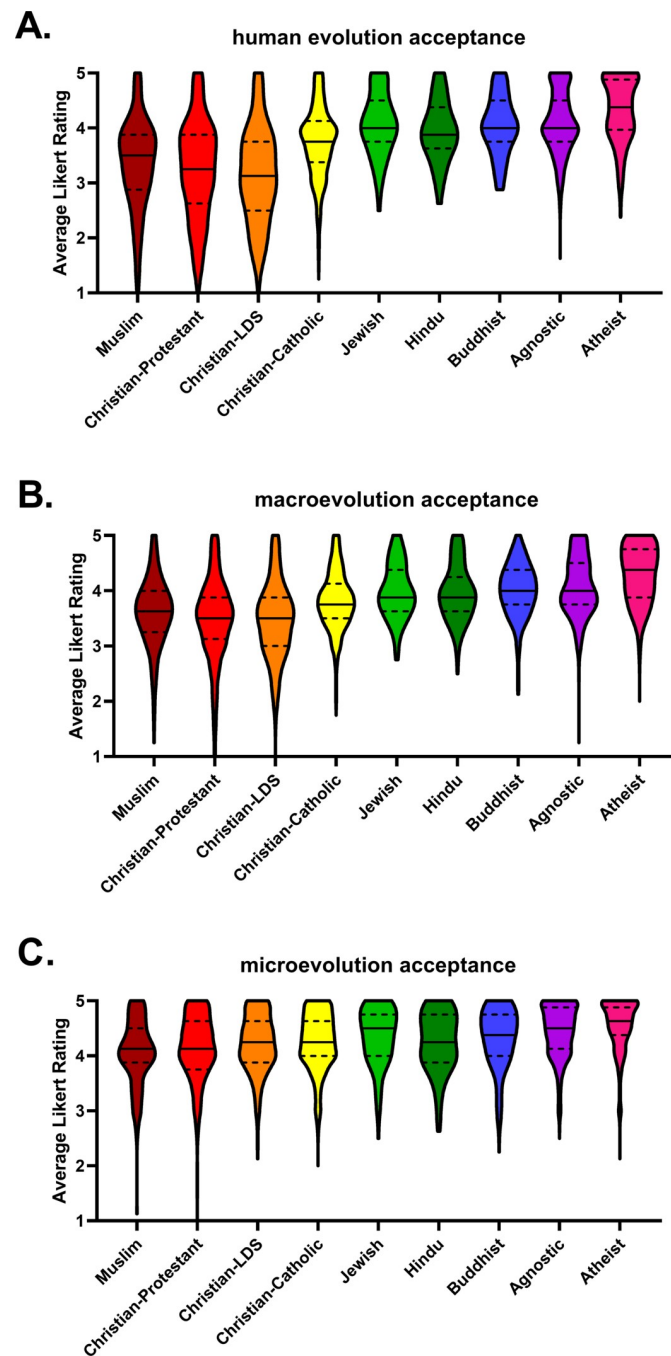 A.
human evolution acceptance
Average Likert Rating
5
4
3
2
1
Muslim
Christian-Protestant
Christian-LDS
Christian-Catholic
Jewish
Hindu
Buddhist
Agnostic
Atheist
B.
macroevolution acceptance
Average Likert Rating
5
4
3
2
1
Muslim
Christian-Protestant
Christian-LDS
Christian-Catholic
Jewish
Hindu
Buddhist
Agnostic
Atheist
C.
microevolution acceptance
Average Likert Rating
5
4
3
2
1
Muslim
Christian-Protestant
Christian-LDS
Christian-Catholic
Jewish
Hindu
Buddhist
Agnostic
Atheist